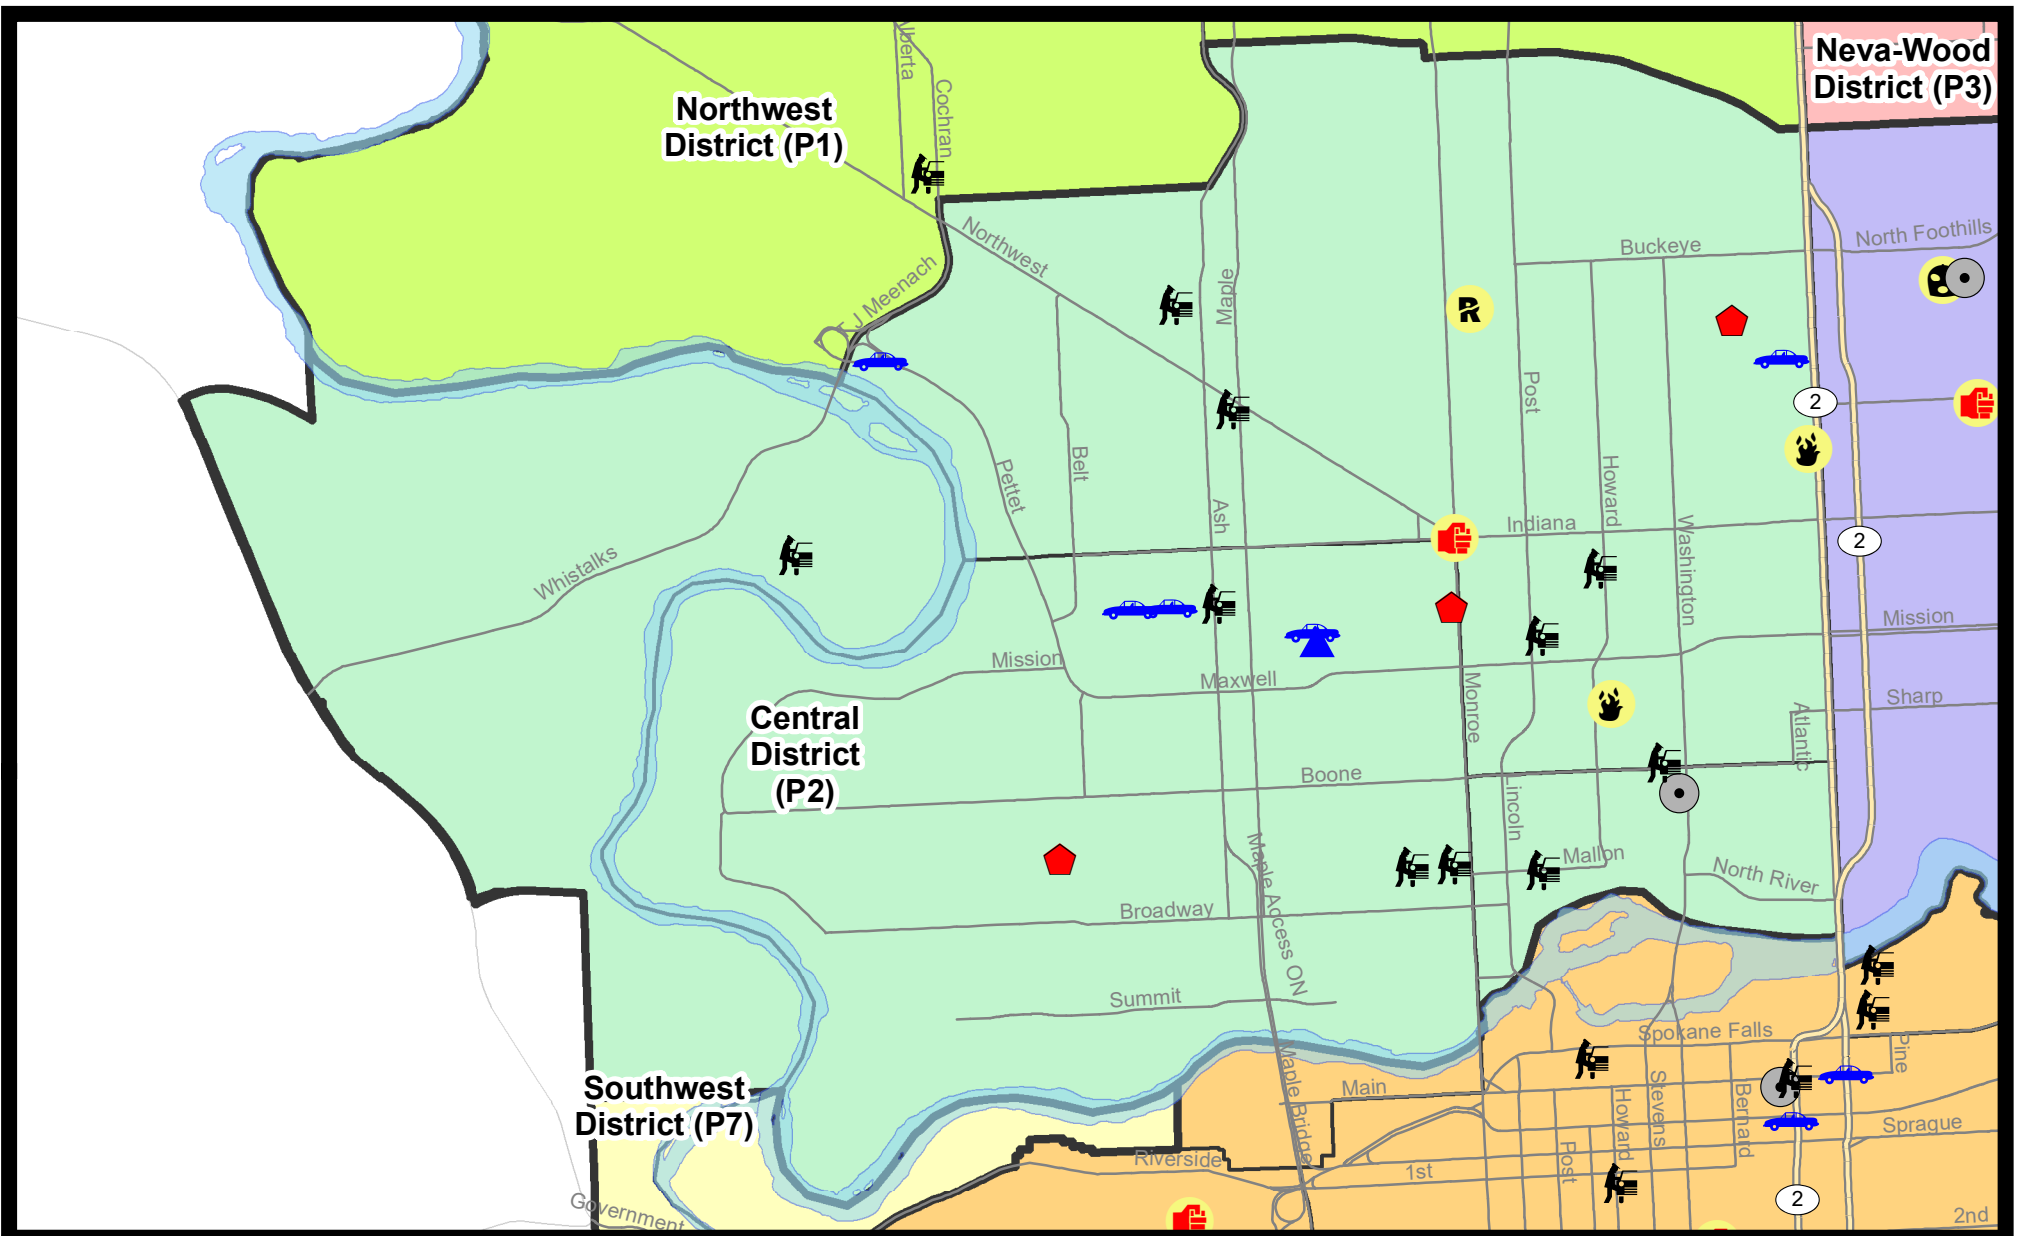 Neva-Wood
District (P3)
Northwest
District (P1)
lberta
Cochran
North Foothills
Buckeye
Northwest
T J Meenach
Maple
Post
2
Belt
Pettet
Howard
Ash
Indiana
Washington
2
Whistalks
Mission
Mission
Maxwell
Monroe
Sharp
Atlantic
Central
District
(P2)
Boone
incoln
Mallon
North River
Maple Access ON
Broadway
Summit
Spokane Falls
Pine
Southwest
District (P7)
Maple Bridge
Main
Howard
Stevens
Bernard
Sprague
Riverside
1st
Post
2
Government
2nd